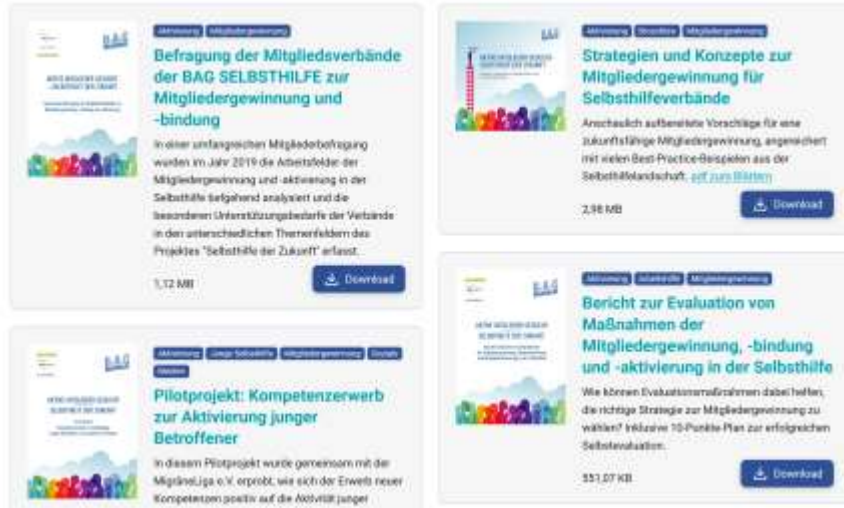 Aktivierung Mitgliedergewinnung
Befragung der Mitgliedsverbände
der BAG SELBSTHILFE zur
Mitgliedergewinnung und
-bindung
In einer umfangreichen Mitgliederbefragung
wurden im Jahr 2019 die Arbeitsfelder der
Mitgliedergewinnung und -aktivierung in der
Selbsthilfe tiefgehend analysiert und die
besonderen Unterstützungsbedarfe der Verbände
in den unterschiedlichen Themenfeldern des
Projektes "Selbsthilfe der Zukunft" erfasst.
1,12 MB
Download
BAG
Aktivierung Junge Selbsthilfe Mitgliedergewinnung Soziale
Medien
Pilotprojekt: Kompetenzerwerb
zur Aktivierung junger
Betroffener
In diesem Pilotprojekt wurde gemeinsam mit der
MigräneLiga e.V. erprobt, wie sich der Erwerb neuer
Kompetenzen positiv auf die Aktivität junger
BAG
Aktivierung Mitgliedergewinnung
Strategien und Konzepte zur
Mitgliedergewinnung für
Selbsthilfeverbände
Anschaulich aufbereitete Vorschläge für eine
zukunftsfähige Mitgliedergewinnung, angereichert
mit vielen Best-Practice-Beispielen aus der
Selbsthilfelandschaft. pdf zum Blättern
2,98 MB
Download
BAG
Aktivierung Mitgliedergewinnung
Bericht zur Evaluation von
Maßnahmen der
Mitgliedergewinnung, -bindung
und -aktivierung in der Selbsthilfe
Wie können Evaluationsmaßnahmen dabei helfen,
die richtige Strategie zur Mitgliedergewinnung zu
wählen? Inklusive 10-Punkte-Plan zur erfolgreichen
Selbstevaluation.
551,07 KB
Download
BAG